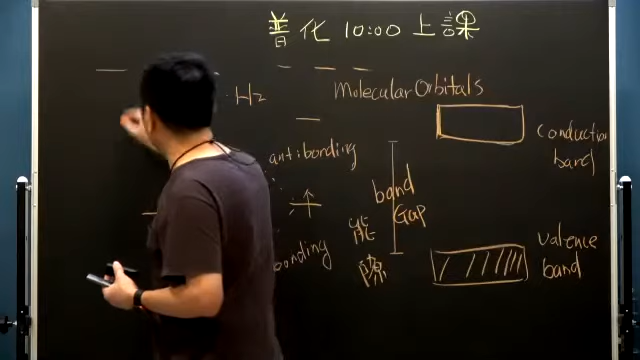 普化 10:00 上課
H2
Molecular Orbitals
antibonding
bonding
band
Gap
能
隙
conduction
band
valence
band